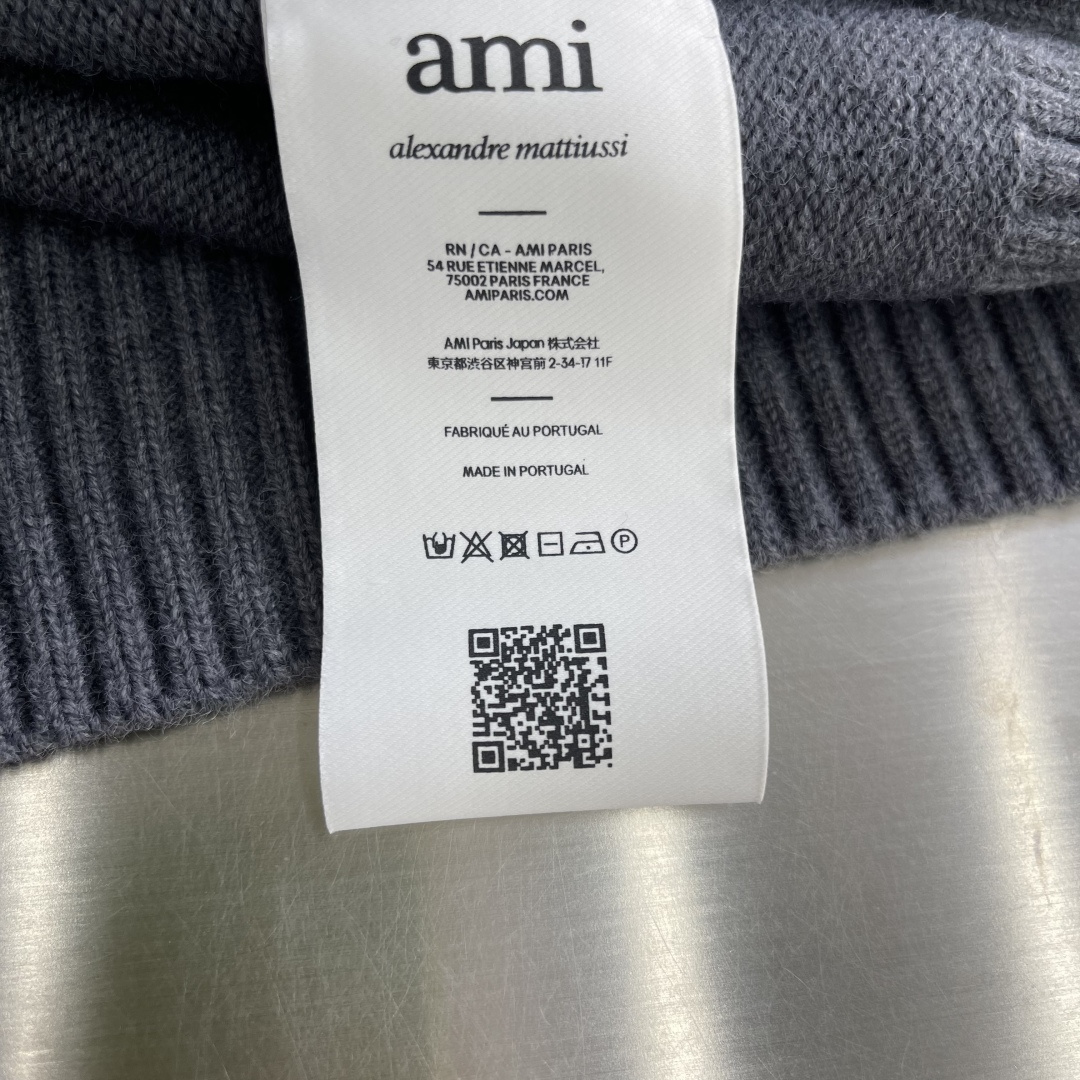 ami
alexandre mattiussi
RN / CA - AMI PARIS
54 RUE ETIENNE MARCEL,
75002 PARIS FRANCE
AMIPARIS.COM
AMI Paris Japan 株式会社
東京都渋谷区神宮前 2-34-17 11F
FABRIQUÉ AU PORTUGAL
MADE IN PORTUGAL
P